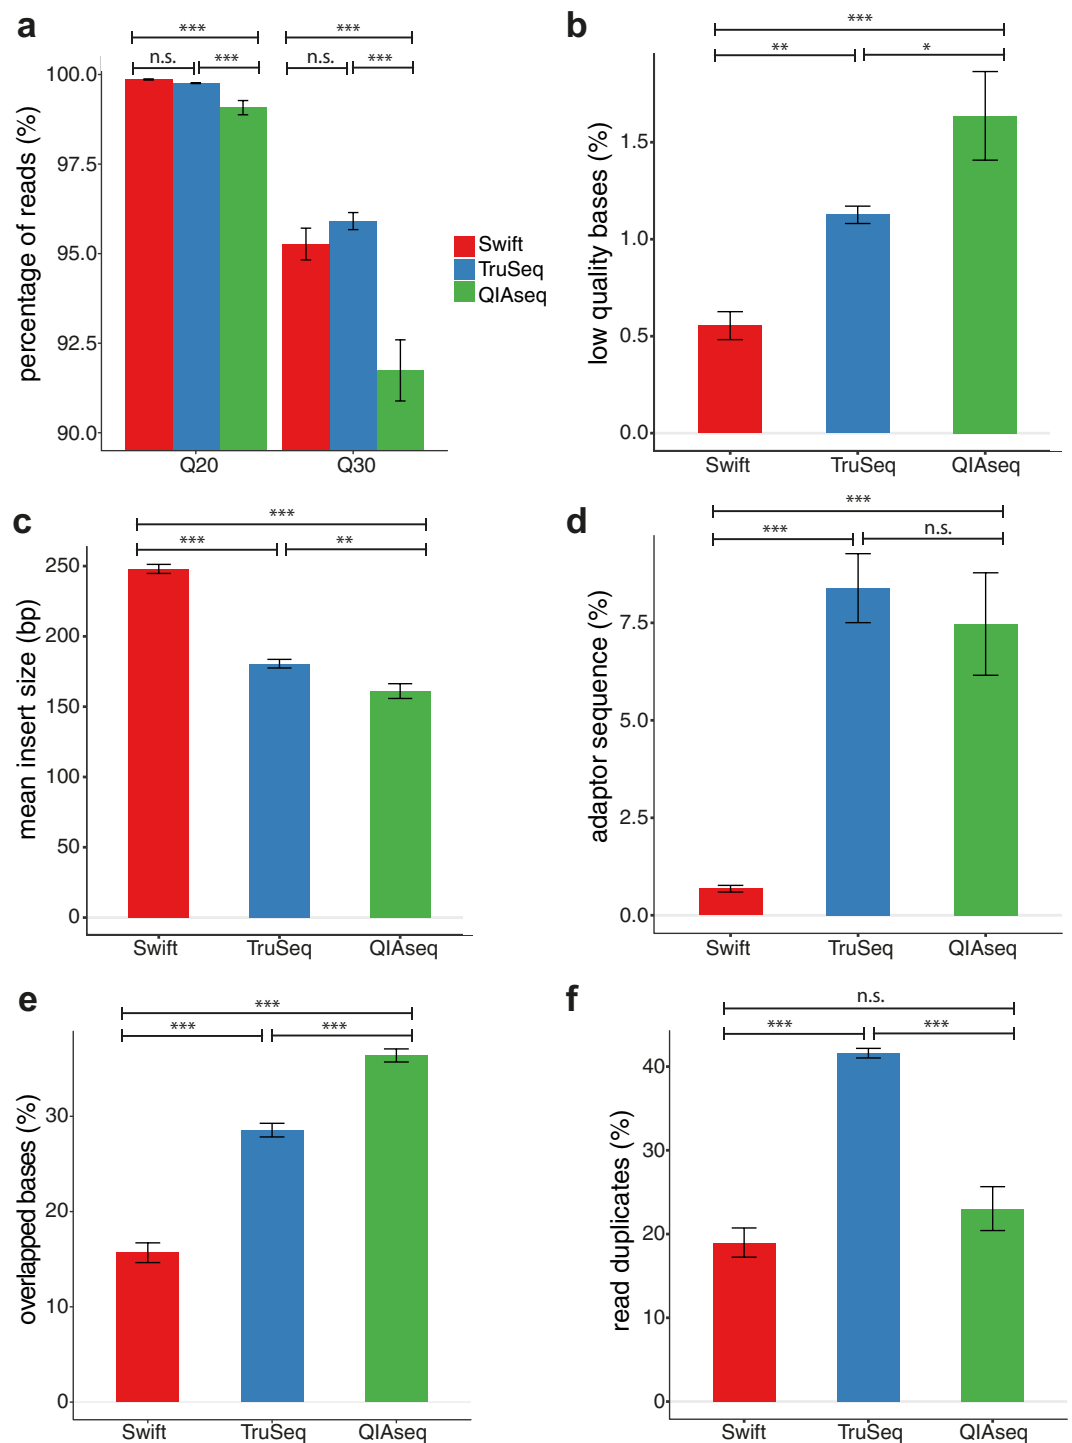 a
*** ***
n.s. *** n.s. ***
percentage of reads (%)
100.0
97.5
95.0
92.5
90.0
Q20 Q30
Swift
TruSeq
QIAseq
b
***
** *
low quality bases (%)
1.5
1.0
0.5
0.0
Swift TruSeq QIAseq
c
***
*** **
mean insert size (bp)
250
200
150
100
50
0
Swift TruSeq QIAseq
d
***
*** n.s.
adaptor sequence (%)
7.5
5.0
2.5
0.0
Swift TruSeq QIAseq
e
***
*** ***
overlapped bases (%)
30
20
10
0
Swift TruSeq QIAseq
f
n.s.
*** ***
read duplicates (%)
40
30
20
10
0
Swift TruSeq QIAseq